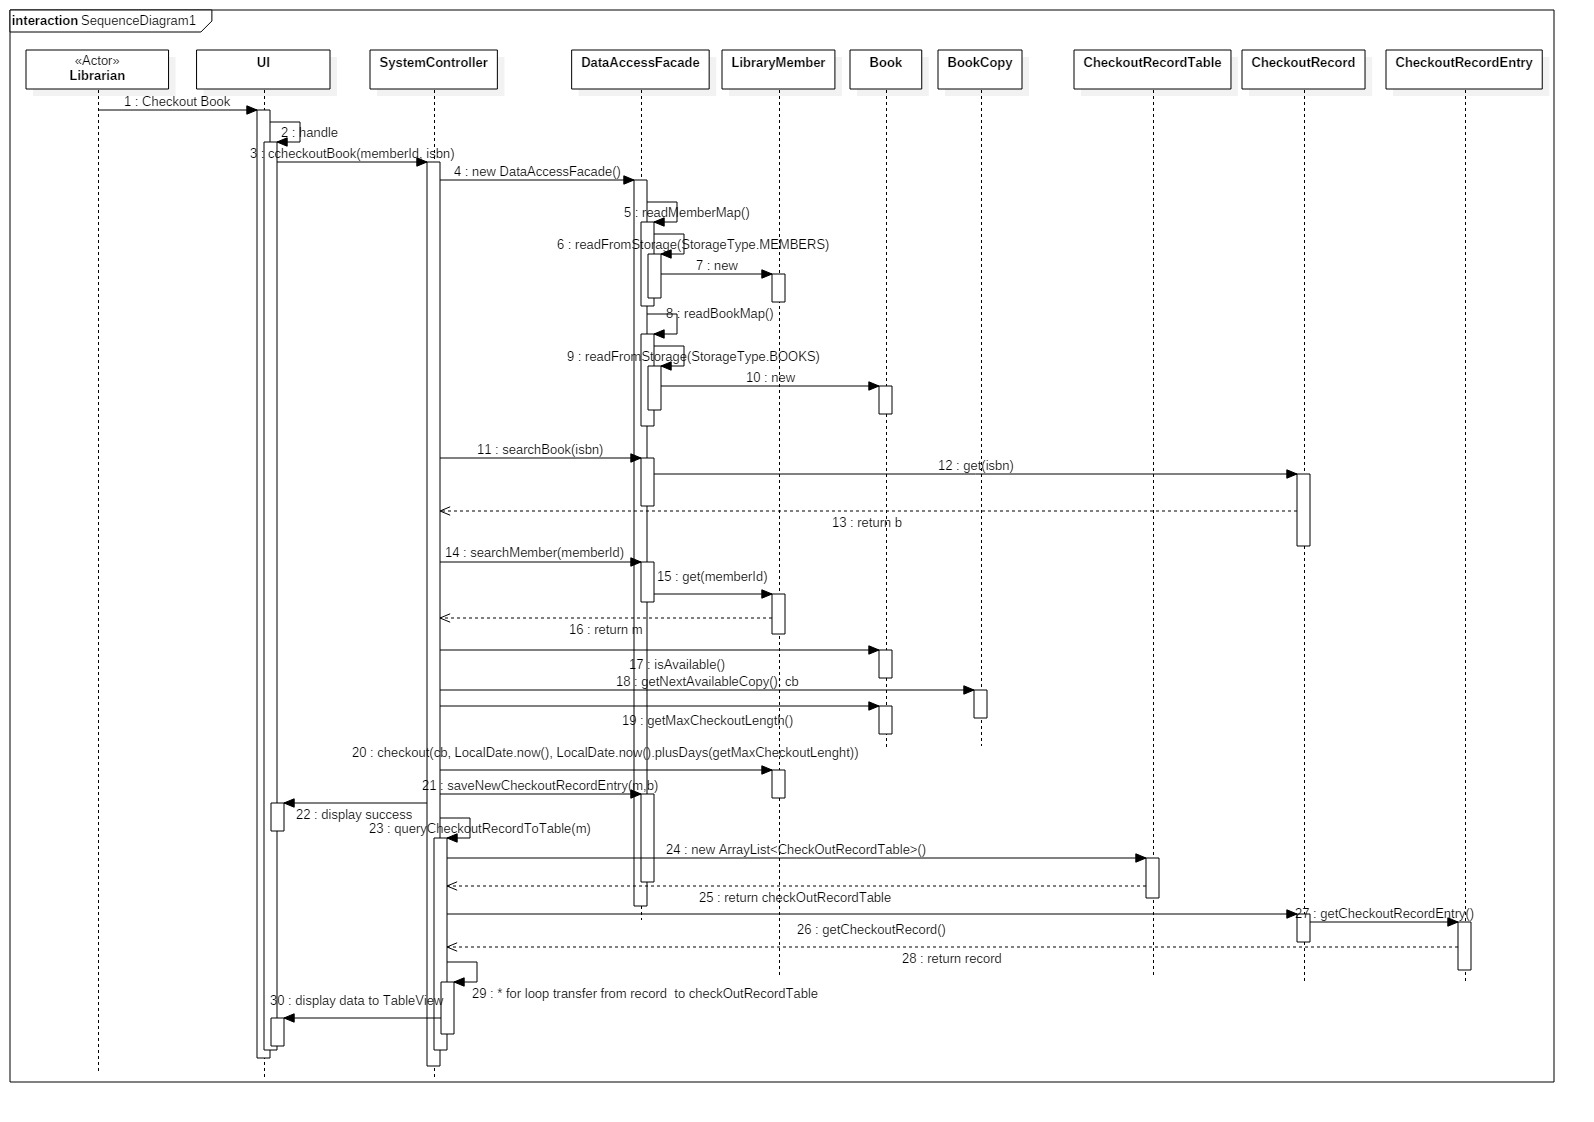 interaction SequenceDiagram1
«Actor»
Librarian
UI
SystemController
DataAccessFacade
LibraryMember
Book
BookCopy
CheckoutRecordTable
CheckoutRecord
CheckoutRecordEntry
1 : Checkout Book
2 : handle
3 : ccheckoutBook(memberId, isbn)
4 : new DataAccessFacade()
5 : readMemberMap()
6 : readFromStorage(StorageType.MEMBERS)
7 : new
8 : readBookMap()
9 : readFromStorage(StorageType.BOOKS)
10 : new
11 : searchBook(isbn)
12 : get(isbn)
13 : return b
14 : searchMember(memberId)
15 : get(memberId)
16 : return m
17 : isAvailable()
18 : getNextAvailableCopy(): cb
19 : getMaxCheckoutLength()
20 : checkout(cb, LocalDate.now(), LocalDate.now().plusDays(getMaxCheckoutLenght))
21 : saveNewCheckoutRecordEntry(m,b)
22 : display success
23 : queryCheckoutRecordToTable(m)
24 : new ArrayList<CheckOutRecordTable>()
25 : return checkOutRecordTable
27 : getCheckoutRecordEntry()
26 : getCheckoutRecord()
28 : return record
29 : * for loop transfer from record  to checkOutRecordTable
30 : display data to TableView